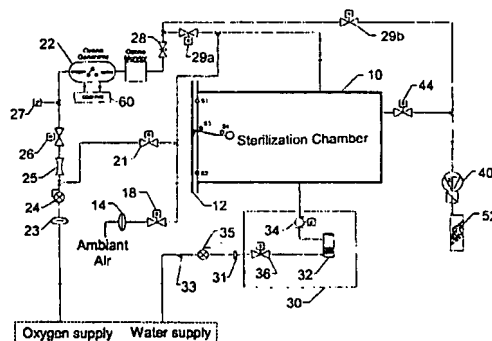 28
22
Ozone
Generator
Ozone
Monitor
29a
29b
10
60
27
44
S1
S3
S4
Sterilization Chamber
26
21
25
18
S2
40
24
14
12
34
52
23
35
Ambiant
Air
36
32
33
31
30
Oxygen supply
Water supply